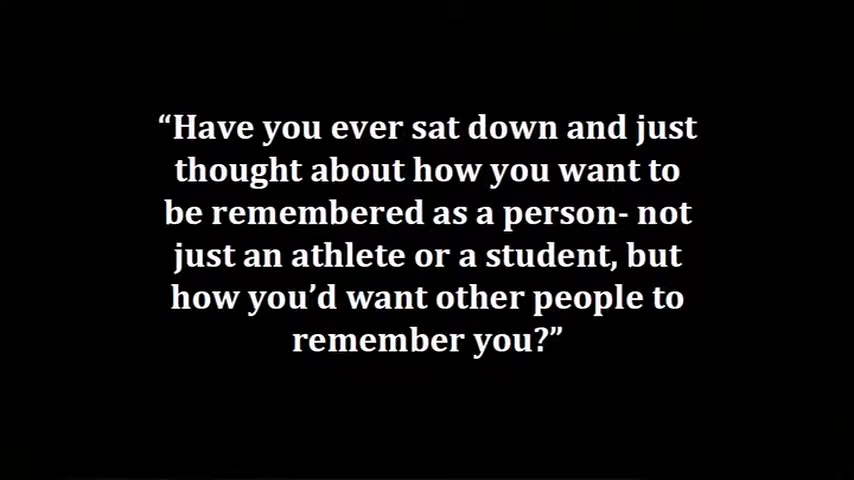 “Have you ever sat down and just
thought about how you want to
be remembered as a person- not
just an athlete or a student, but
how you’d want other people to
remember you?”